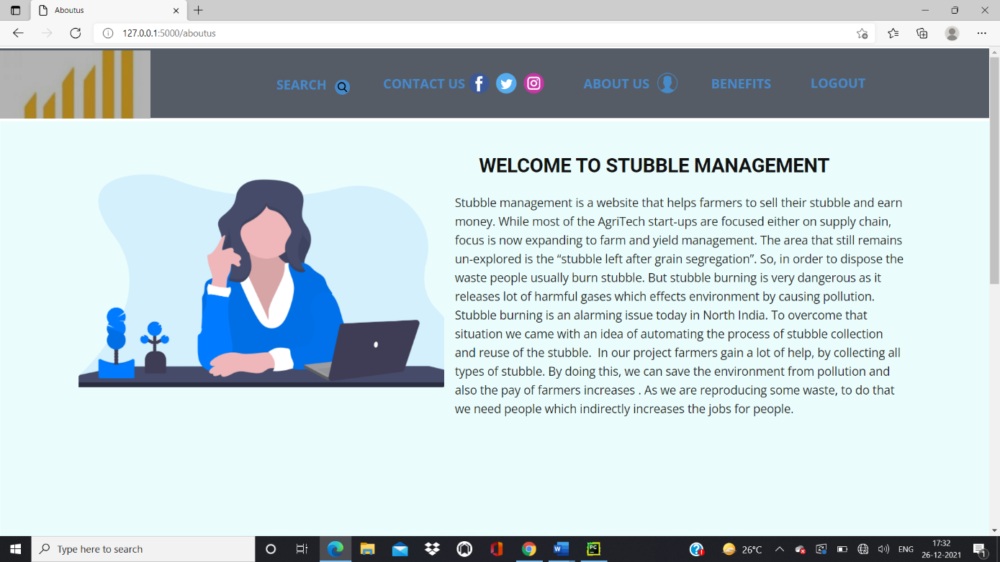 Aboutus
127.0.0.1:5000/aboutus
SEARCH CONTACT US ABOUT US BENEFITS LOGOUT
WELCOME TO STUBBLE MANAGEMENT
Stubble management is a website that helps farmers to sell their stubble and earn
money. While most of the AgriTech start-ups are focused either on supply chain,
focus is now expanding to farm and yield management. The area that still remains
un-explored is the “stubble left after grain segregation”. So, in order to dispose the
waste people usually burn stubble. But stubble burning is very dangerous as it
releases lot of harmful gases which effects environment by causing pollution.
Stubble burning is an alarming issue today in North India. To overcome that
situation we came with an idea of automating the process of stubble collection
and reuse of the stubble.  In our project farmers gain a lot of help, by collecting all
types of stubble. By doing this, we can save the environment from pollution and
also the pay of farmers increases . As we are reproducing some waste, to do that
we need people which indirectly increases the jobs for people.
Type here to search
W
PC
26°C
ENG
17:32
26-12-2021
1